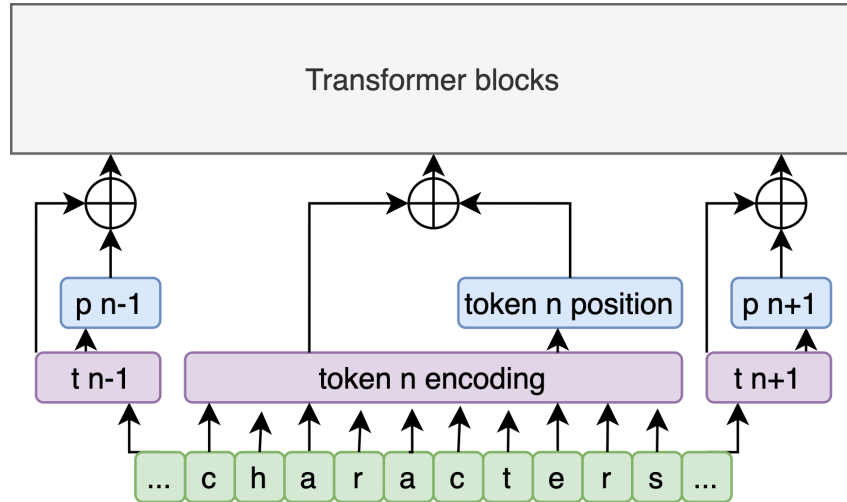 Transformer blocks
p n-1
token n position
p n+1
t n-1
token n encoding
t n+1
... c h a r a c t e r s ...